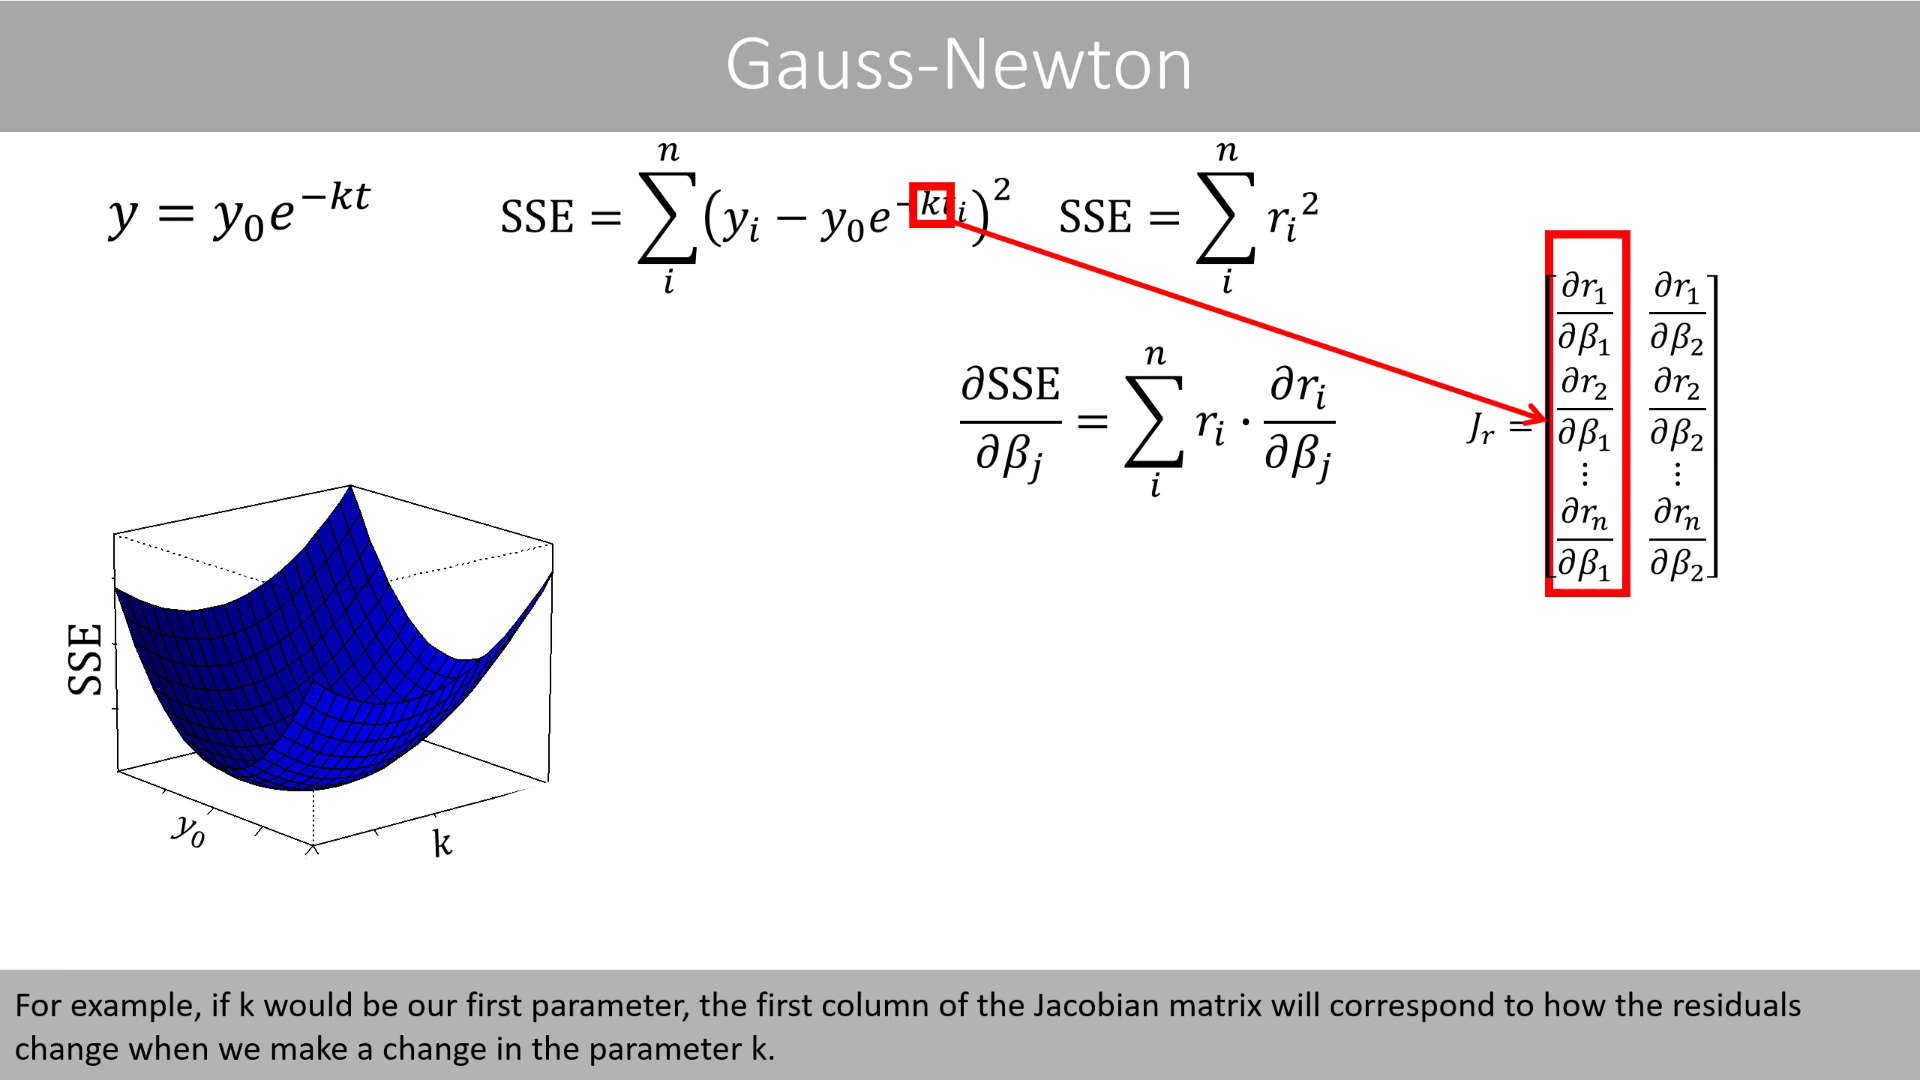 Gauss-Newton
y = y₀e^{−kt}
SSE = ∑_{i}^{n} (yᵢ − y₀e^{−ktᵢ})²
SSE = ∑_{i}^{n} rᵢ²
∂SSE/∂βⱼ = ∑_{i}^{n} rᵢ · ∂rᵢ/∂βⱼ
Jᵣ =
∂r₁/∂β₁ ∂r₁/∂β₂
∂r₂/∂β₁ ∂r₂/∂β₂
⋮ ⋮
∂rₙ/∂β₁ ∂rₙ/∂β₂
SSE
y₀
k
For example, if k would be our first parameter, the first column of the Jacobian matrix will correspond to how the residuals
change when we make a change in the parameter k.